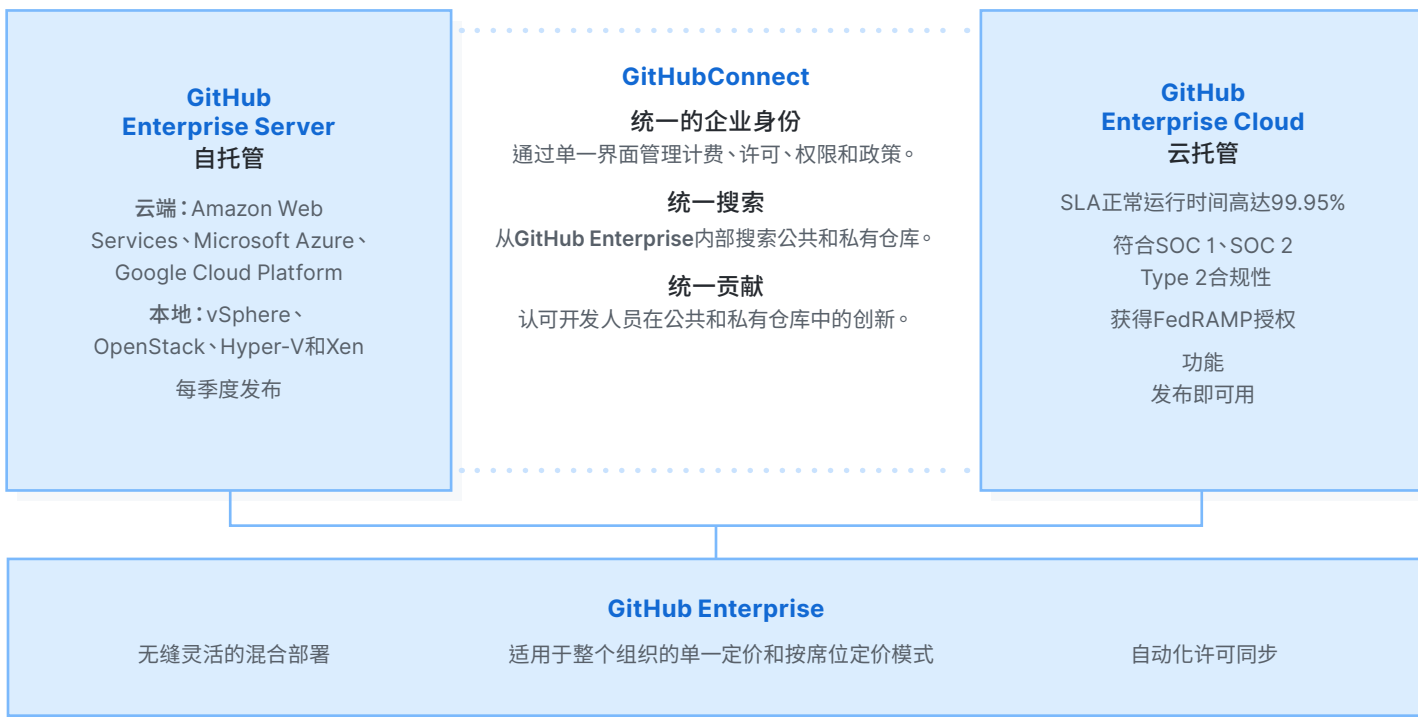 GitHub
Enterprise Server
自托管
云端：Amazon Web
Services、Microsoft Azure、
Google Cloud Platform
本地：vSphere、
OpenStack、Hyper-V和Xen
每季度发布
GitHubConnect
统一的企业身份
通过单一界面管理计费、许可、权限和政策。
统一搜索
从GitHub Enterprise内部搜索公共和私有仓库。
统一贡献
认可开发人员在公共和私有仓库中的创新。
GitHub
Enterprise Cloud
云托管
SLA正常运行时间高达99.95%
符合SOC 1、SOC 2
Type 2合规性
获得FedRAMP授权
功能
发布即可用
GitHub Enterprise
无缝灵活的混合部署
适用于整个组织的单一定价和按席位定价模式
自动化许可同步